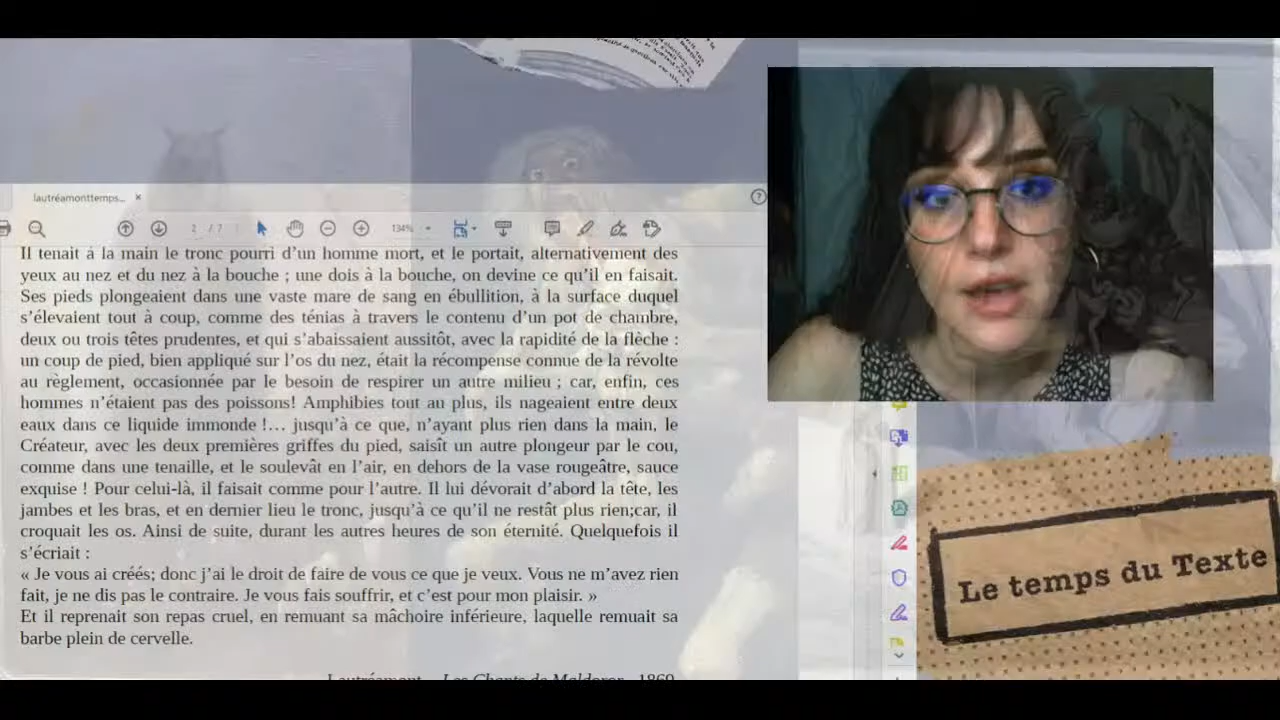 lautréamonttemps...
2 / 7
134%
Il tenait à la main le tronc pourri d’un homme mort, et le portait, alternativement des
yeux au nez et du nez à la bouche ; une dois à la bouche, on devine ce qu’il en faisait.
Ses pieds plongeaient dans une vaste mare de sang en ébullition, à la surface duquel
s’élevaient tout à coup, comme des ténias à travers le contenu d’un pot de chambre,
deux ou trois têtes prudentes, et qui s’abaissaient aussitôt, avec la rapidité de la flèche :
un coup de pied, bien appliqué sur l’os du nez, était la récompense connue de la révolte
au règlement, occasionnée par le besoin de respirer un autre milieu ; car, enfin, ces
hommes n’étaient pas des poissons! Amphibies tout au plus, ils nageaient entre deux
eaux dans ce liquide immonde !… jusqu’à ce que, n’ayant plus rien dans la main, le
Créateur, avec les deux premières griffes du pied, saisît un autre plongeur par le cou,
comme dans une tenaille, et le soulevât en l’air, en dehors de la vase rougeâtre, sauce
exquise ! Pour celui-là, il faisait comme pour l’autre. Il lui dévorait d’abord la tête, les
jambes et les bras, et en dernier lieu le tronc, jusqu’à ce qu’il ne restât plus rien;car, il
croquait les os. Ainsi de suite, durant les autres heures de son éternité. Quelquefois il
s’écriait :
« Je vous ai créés; donc j’ai le droit de faire de vous ce que je veux. Vous ne m’avez rien
fait, je ne dis pas le contraire. Je vous fais souffrir, et c’est pour mon plaisir. »
Et il reprenait son repas cruel, en remuant sa mâchoire inférieure, laquelle remuait sa
barbe plein de cervelle.
Lautréamont, Les Chants de Maldoror, 1869
Le temps du Texte